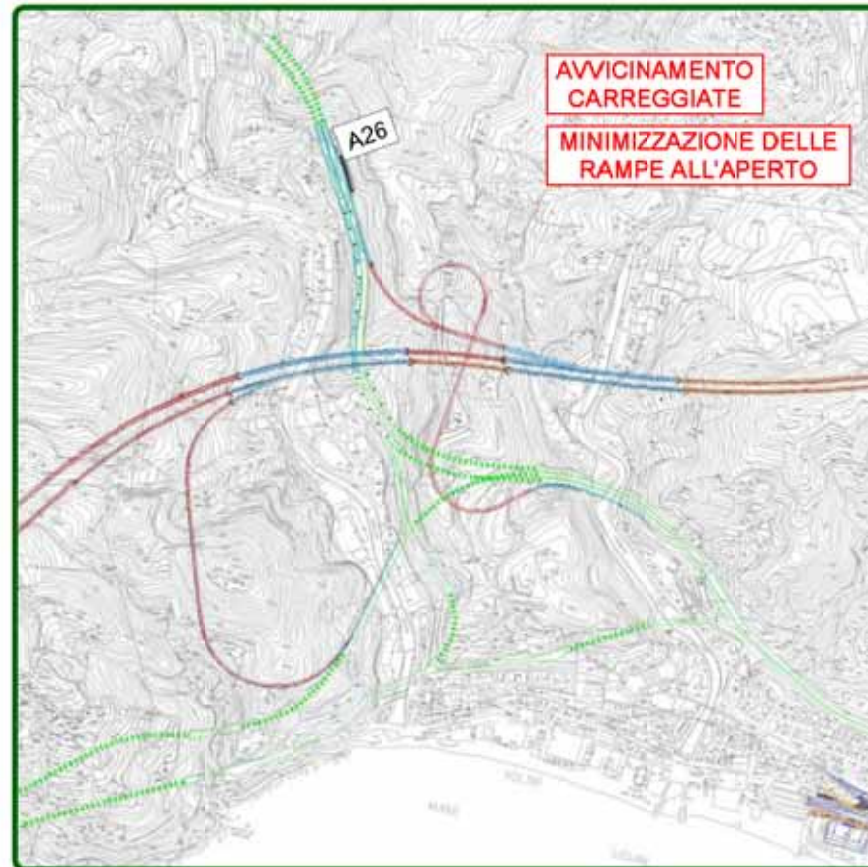 AVVICINAMENTO
CARREGGIATE
A26
MINIMIZZAZIONE DELLE
RAMPE ALL'APERTO